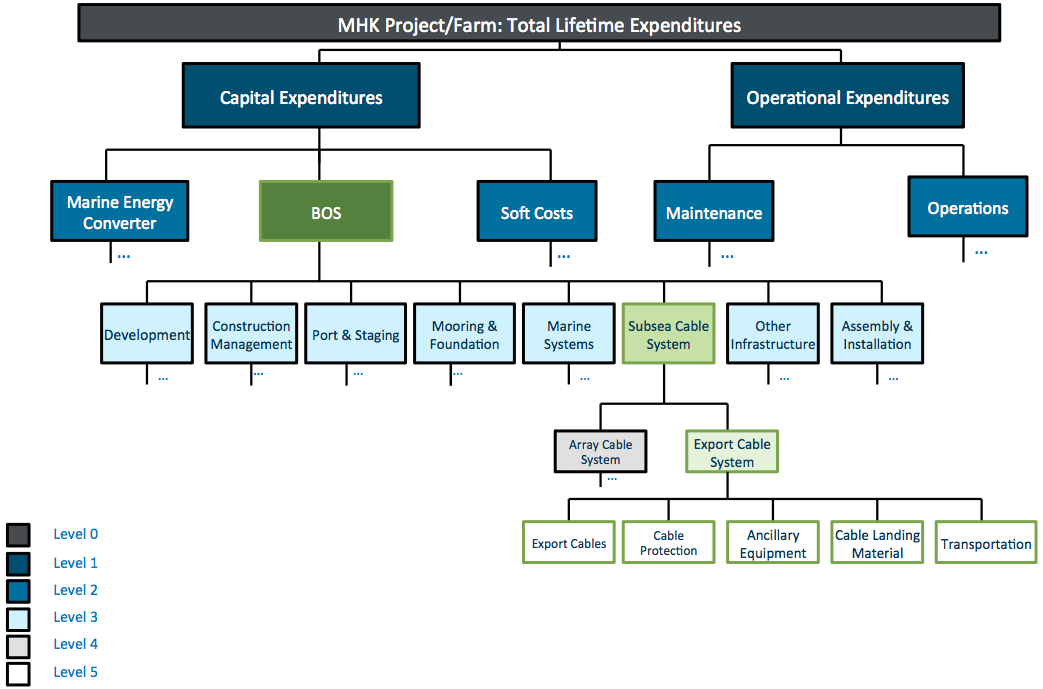 MHK Project/Farm: Total Lifetime Expenditures
Capital Expenditures
Operational Expenditures
Marine Energy
Converter
...
BOS
Soft Costs
...
Maintenance
...
Operations
...
Development
...
Construction
Management
...
Port & Staging
...
Mooring &
Foundation
...
Marine
Systems
...
Subsea Cable
System
Other
Infrastructure
...
Assembly &
Installation
...
Array Cable
System
...
Export Cable
System
Export Cables
Cable
Protection
Ancillary
Equipment
Cable Landing
Material
Transportation
Level 0
Level 1
Level 2
Level 3
Level 4
Level 5